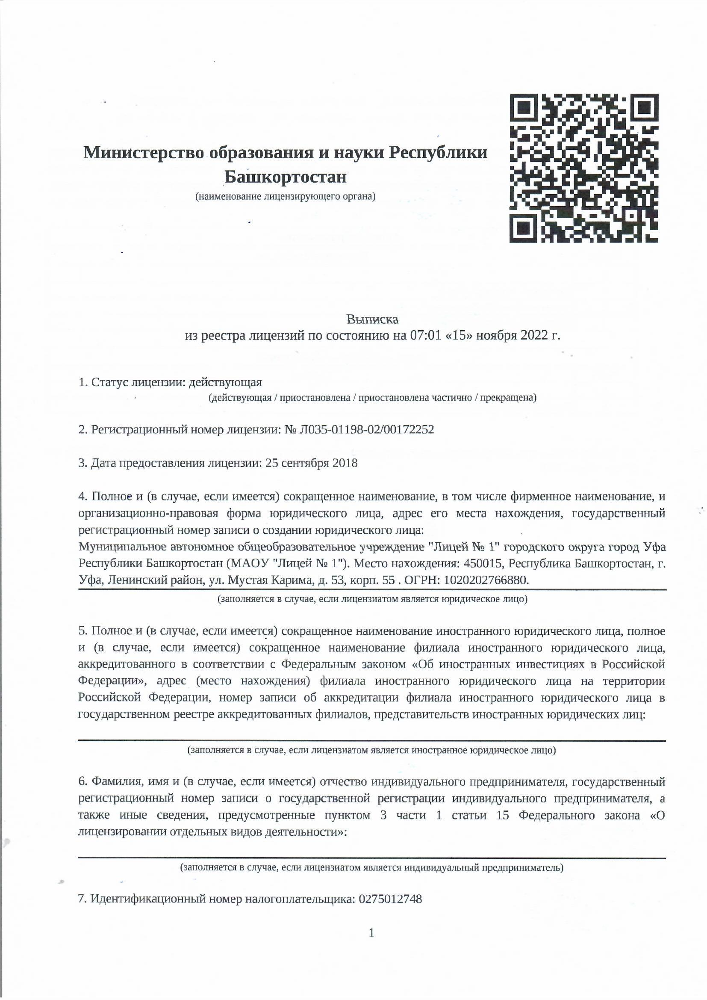 Министерство образования и науки Республики
Башкортостан
(наименование лицензирующего органа)
Выписка
из реестра лицензий по состоянию на 07:01 «15» ноября 2022 г.
1. Статус лицензии: действующая
(действующая / приостановлена / приостановлена частично / прекращена)
2. Регистрационный номер лицензии: № Л035-01198-02/00172252
3. Дата предоставления лицензии: 25 сентября 2018
4. Полное и (в случае, если имеется) сокращенное наименование, в том числе фирменное наименование, и
организационно-правовая форма юридического лица, адрес его места нахождения, государственный
регистрационный номер записи о создании юридического лица:
Муниципальное автономное общеобразовательное учреждение "Лицей № 1" городского округа город Уфа
Республики Башкортостан (МАОУ "Лицей № 1"). Место нахождения: 450015, Республика Башкортостан, г.
Уфа, Ленинский район, ул. Мустая Карима, д. 53, корп. 55 . ОГРН: 1020202766880.
(заполняется в случае, если лицензиатом является юридическое лицо)
5. Полное и (в случае, если имеется) сокращенное наименование иностранного юридического лица, полное
и (в случае, если имеется) сокращенное наименование филиала иностранного юридического лица,
аккредитованного в соответствии с Федеральным законом «Об иностранных инвестициях в Российской
Федерации», адрес (место нахождения) филиала иностранного юридического лица на территории
Российской Федерации, номер записи об аккредитации филиала иностранного юридического лица в
государственном реестре аккредитованных филиалов, представительств иностранных юридических лиц:
(заполняется в случае, если лицензиатом является иностранное юридическое лицо)
6. Фамилия, имя и (в случае, если имеется) отчество индивидуального предпринимателя, государственный
регистрационный номер записи о государственной регистрации индивидуального предпринимателя, а
также иные сведения, предусмотренные пунктом 3 части 1 статьи 15 Федерального закона «О
лицензировании отдельных видов деятельности»:
(заполняется в случае, если лицензиатом является индивидуальный предприниматель)
7. Идентификационный номер налогоплательщика: 0275012748
1